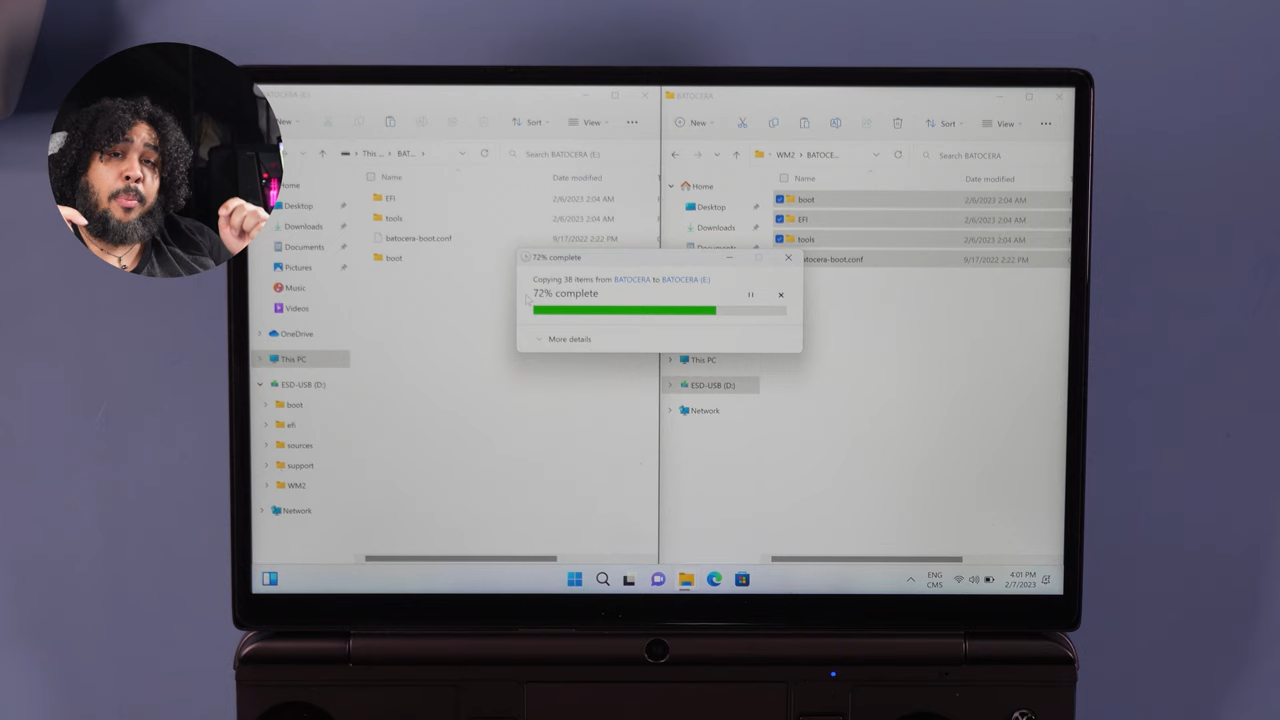 BATOCERA (E:)
New
Sort
View
This ...
BAT...
Search BATOCERA (E:)
Name
Date modified
Home
Desktop
Downloads
Documents
Pictures
Music
Videos
OneDrive
This PC
ESD-USB (D:)
boot
efi
sources
support
WM2
Network
EFI
2/6/2023 2:04 AM
tools
2/6/2023 2:04 AM
batocera-boot.conf
9/17/2022 2:22 PM
boot
72% complete
Copying 38 items from BATOCERA to BATOCERA (E:)
72% complete
More details
BATOCERA
New
Sort
View
WM2
BATOCE...
Search BATOCERA
Name
Date modified
Home
Desktop
Downloads
Documents
This PC
ESD-USB (D:)
Network
boot
2/6/2023 2:04 AM
EFI
2/6/2023 2:04 AM
tools
2/6/2023 2:04 AM
ocera-boot.conf
9/17/2022 2:22 PM
ENG
CMS
4:01 PM
2/7/2023